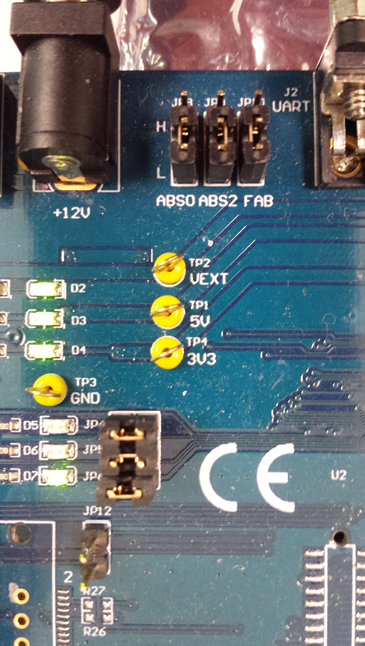 J2
UART
H
L
ABS0 ABS2 FAB
+12V
TP2
VEXT
D2
TP1
5V
D3
TP4
3V3
D4
TP3
GND
D5
D6
D7
CE
U2
JP12
2
R27
R26